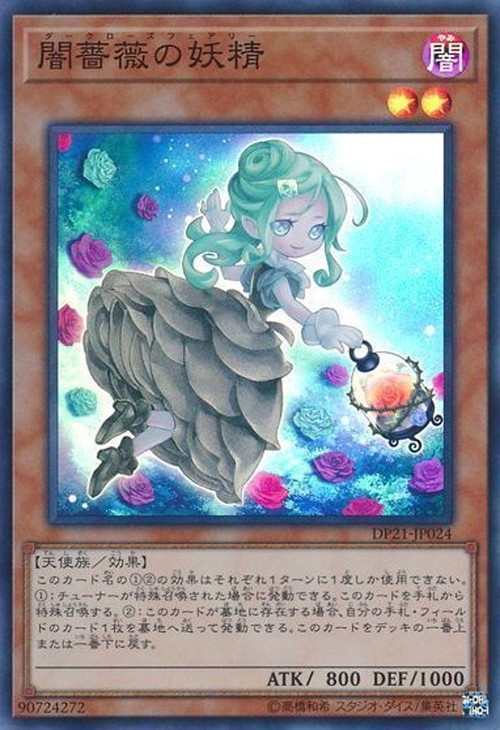 ダークローズフェアリー
闇薔薇の妖精
やみ
闇
DP21-JP024
【天使族／効果】
このカード名の①②の効果はそれぞれ1ターンに1度しか使用できない。
①：チューナーが特殊召喚された場合に発動できる。このカードを手札から
特殊召喚する。②：このカードが墓地に存在する場合、自分の手札・フィール
ドのカード1枚を墓地へ送って発動できる。このカードをデッキの一番上
または一番下に戻す。
ATK/ 800 DEF/1000
90724272
©高橋和希 スタジオ・ダイス/集英社